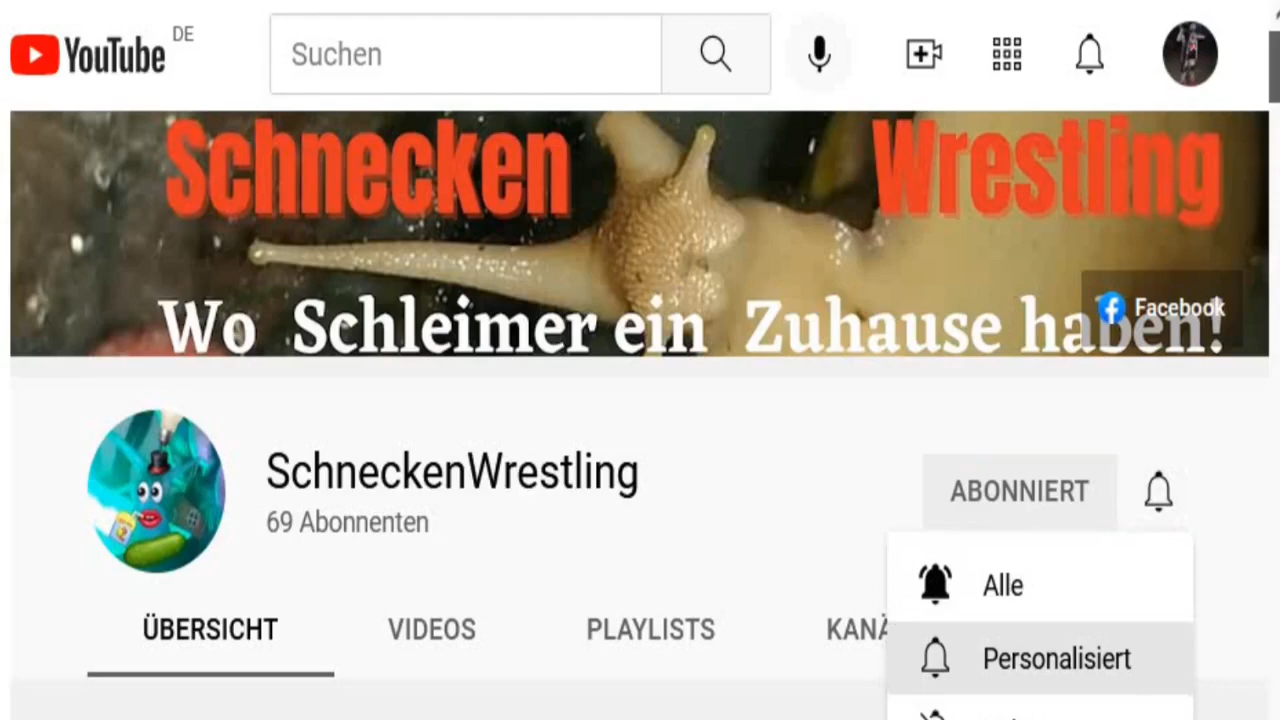 YouTube DE
Suchen
Schnecken Wrestling
Facebook
Wo Schleimer ein Zuhause haben!
SchneckenWrestling
69 Abonnenten
ABONNIERT
Alle
ÜBERSICHT VIDEOS PLAYLISTS
Personalisiert